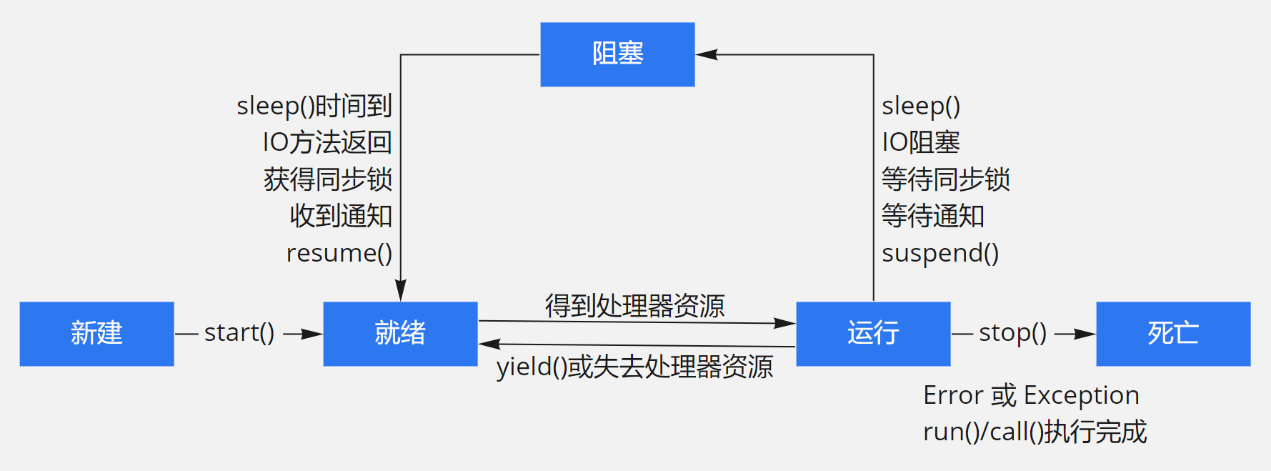 阻塞
sleep()时间到
IO方法返回
获得同步锁
收到通知
resume()
sleep()
IO阻塞
等待同步锁
等待通知
suspend()
新建
start()
就绪
得到处理器资源
yield()或失去处理器资源
运行
stop()
死亡
Error 或 Exception
run()/call()执行完成